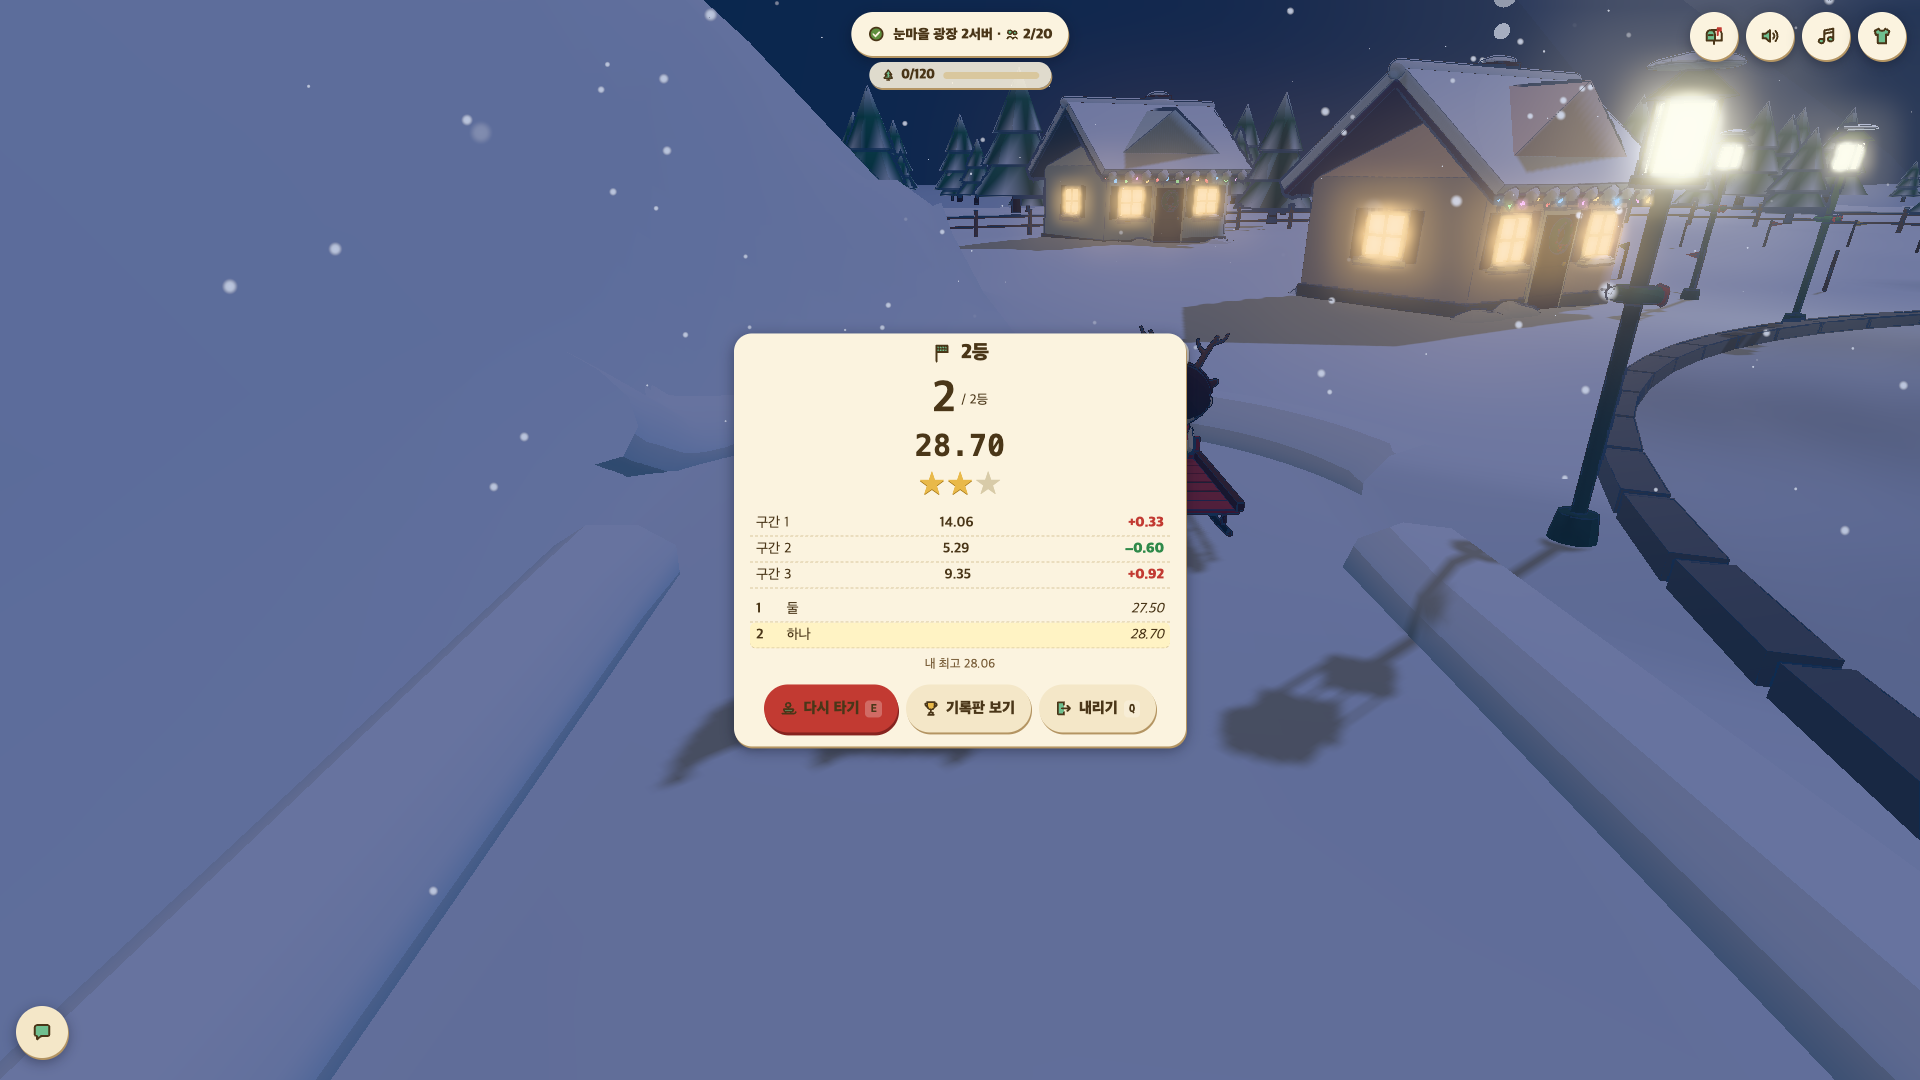 눈마을 광장 2서버 · 2/20
0/120
2등
2 / 2등
28.70
구간 1 14.06 +0.33
구간 2 5.29 −0.60
구간 3 9.35 +0.92
1 둘 27.50
2 하나 28.70
내 최고 28.06
다시 타기 E 기록판 보기 내리기 Q